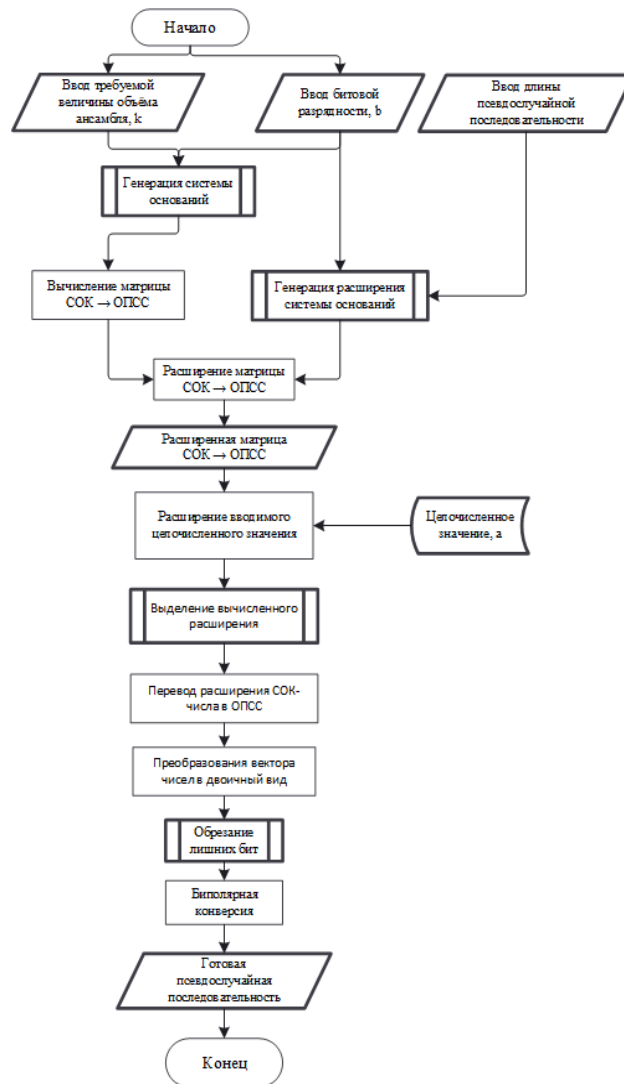 Начало
Ввод требуемой
величины объёма
ансамбля, k
Ввод битовой
разрядности, b
Ввод длины
псевдослучайной
последовательности
Генерация системы
оснований
Вычисление матрицы
СОК → ОПСС
Генерация расширения
системы оснований
Расширение матрицы
СОК → ОПСС
Расширенная матрица
СОК → ОПСС
Расширение вводимого
целочисленного значения
Целочисленное
значение, a
Выделение вычисленного
расширения
Перевод расширения СОК-
числа в ОПСС
Преобразования вектора
чисел в двоичный вид
Обрезание
лишних бит
Биполярная
конверсия
Готовая
псевдослучайная
последовательность
Конец